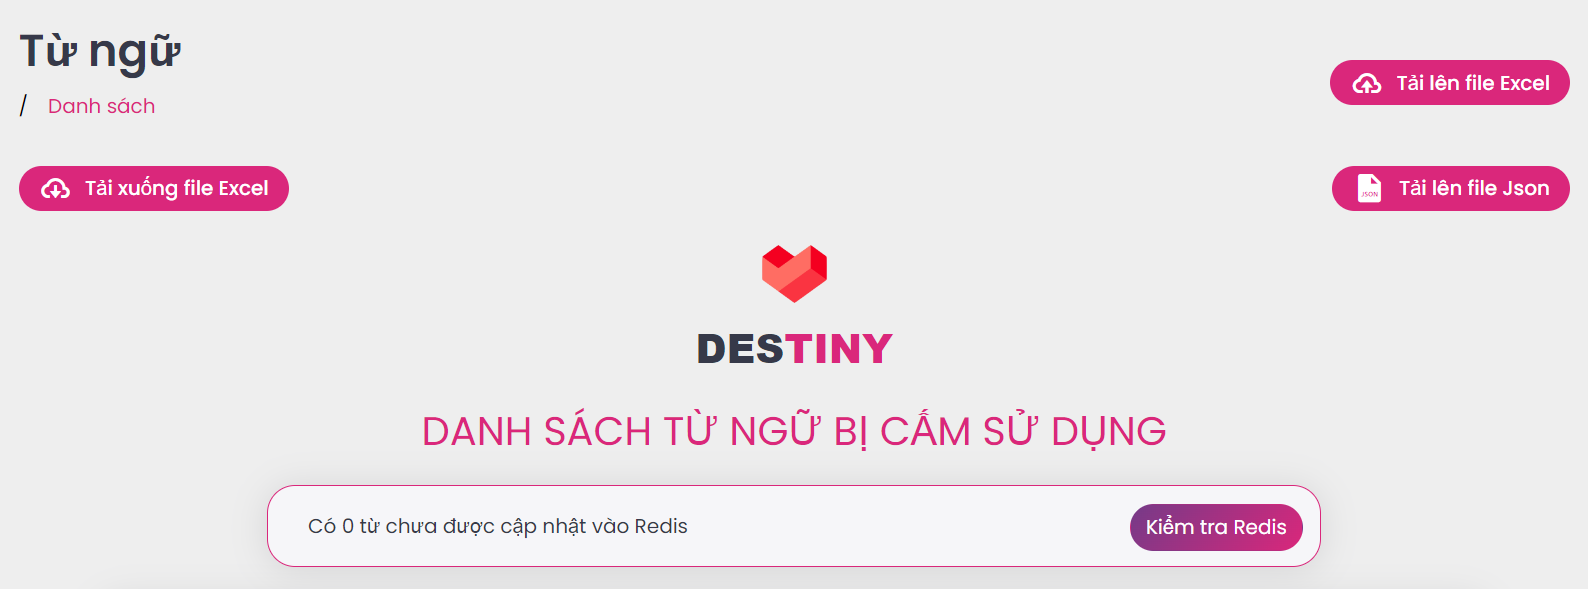 Từ ngữ
/ Danh sách
Tải lên file Excel
Tải xuống file Excel
JSON Tải lên file Json
DESTINY
DANH SÁCH TỪ NGỮ BỊ CẤM SỬ DỤNG
Có 0 từ chưa được cập nhật vào Redis
Kiểm tra Redis